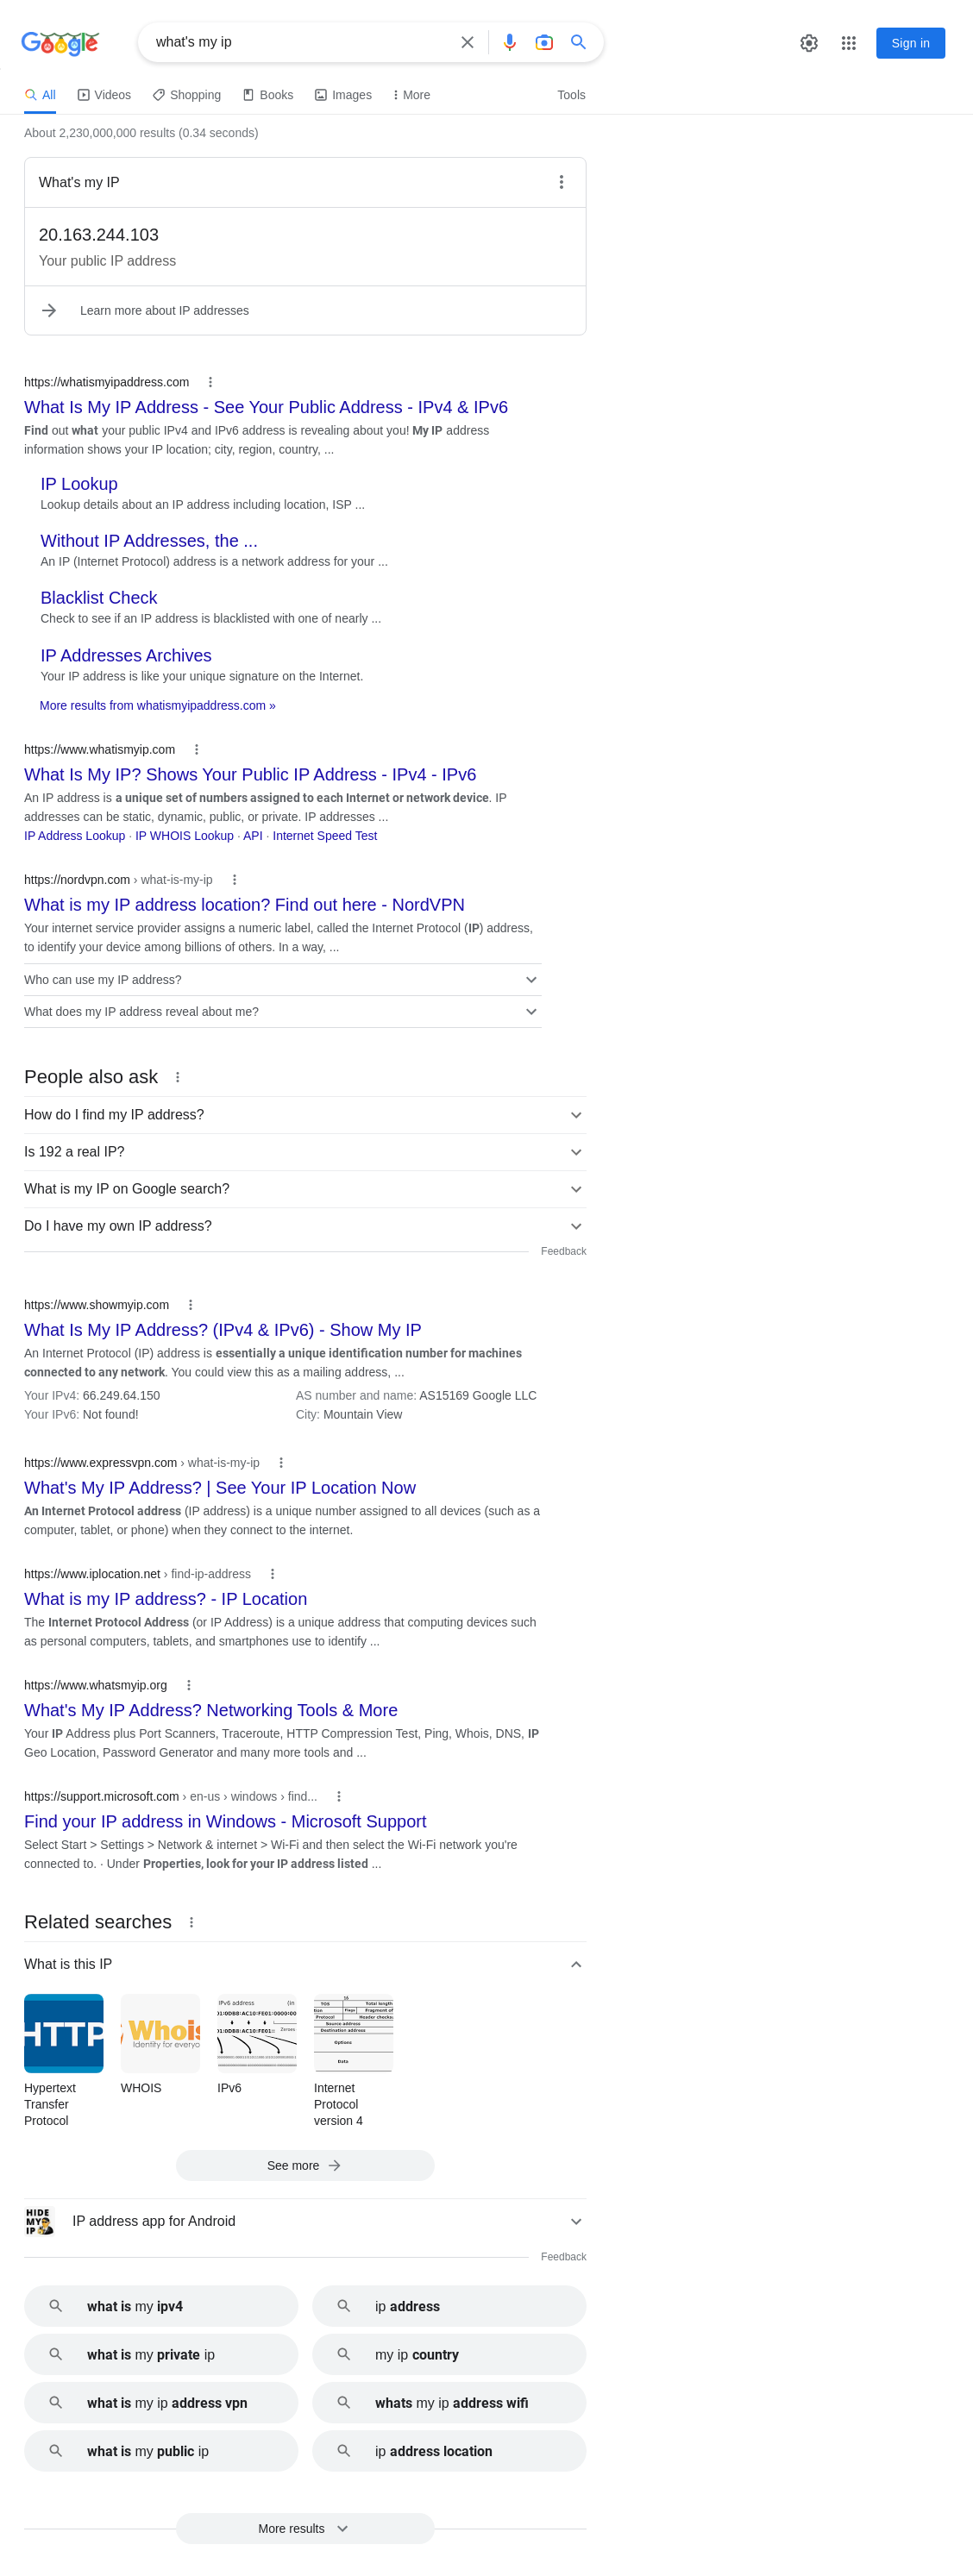 Google
what's my ip
Sign in
All
Videos
Shopping
Books
Images
More
Tools
About 2,230,000,000 results (0.34 seconds)
What's my IP
20.163.244.103
Your public IP address
Learn more about IP addresses
https://whatismyipaddress.com
What Is My IP Address - See Your Public Address - IPv4 & IPv6
Find out what your public IPv4 and IPv6 address is revealing about you! My IP address
information shows your IP location; city, region, country, ...
IP Lookup
Lookup details about an IP address including location, ISP ...
Without IP Addresses, the ...
An IP (Internet Protocol) address is a network address for your ...
Blacklist Check
Check to see if an IP address is blacklisted with one of nearly ...
IP Addresses Archives
Your IP address is like your unique signature on the Internet.
More results from whatismyipaddress.com »
https://www.whatismyip.com
What Is My IP? Shows Your Public IP Address - IPv4 - IPv6
An IP address is a unique set of numbers assigned to each Internet or network device. IP
addresses can be static, dynamic, public, or private. IP addresses ...
IP Address Lookup · IP WHOIS Lookup · API · Internet Speed Test
https://nordvpn.com › what-is-my-ip
What is my IP address location? Find out here - NordVPN
Your internet service provider assigns a numeric label, called the Internet Protocol (IP) address,
to identify your device among billions of others. In a way, ...
Who can use my IP address?
What does my IP address reveal about me?
People also ask
How do I find my IP address?
Is 192 a real IP?
What is my IP on Google search?
Do I have my own IP address?
Feedback
https://www.showmyip.com
What Is My IP Address? (IPv4 & IPv6) - Show My IP
An Internet Protocol (IP) address is essentially a unique identification number for machines
connected to any network. You could view this as a mailing address, ...
Your IPv4: 66.249.64.150 AS number and name: AS15169 Google LLC
Your IPv6: Not found! City: Mountain View
https://www.expressvpn.com › what-is-my-ip
What's My IP Address? | See Your IP Location Now
An Internet Protocol address (IP address) is a unique number assigned to all devices (such as a
computer, tablet, or phone) when they connect to the internet.
https://www.iplocation.net › find-ip-address
What is my IP address? - IP Location
The Internet Protocol Address (or IP Address) is a unique address that computing devices such
as personal computers, tablets, and smartphones use to identify ...
https://www.whatsmyip.org
What's My IP Address? Networking Tools & More
Your IP Address plus Port Scanners, Traceroute, HTTP Compression Test, Ping, Whois, DNS, IP
Geo Location, Password Generator and many more tools and ...
https://support.microsoft.com › en-us › windows › find...
Find your IP address in Windows - Microsoft Support
Select Start > Settings > Network & internet > Wi-Fi and then select the Wi-Fi network you're
connected to. · Under Properties, look for your IP address listed ...
Related searches
What is this IP
HTTP
Whois
Identity for everyo
IPv6 address (in
Zeroes
16
TOS Total length
Flags Fragment of
Protocol Header checks
Source address
Destination address
Options
Data
Hypertext
Transfer
Protocol
WHOIS
IPv6
Internet
Protocol
version 4
See more
HIDE
MY
IP
IP address app for Android
Feedback
what is my ipv4
ip address
what is my private ip
my ip country
what is my ip address vpn
whats my ip address wifi
what is my public ip
ip address location
More results